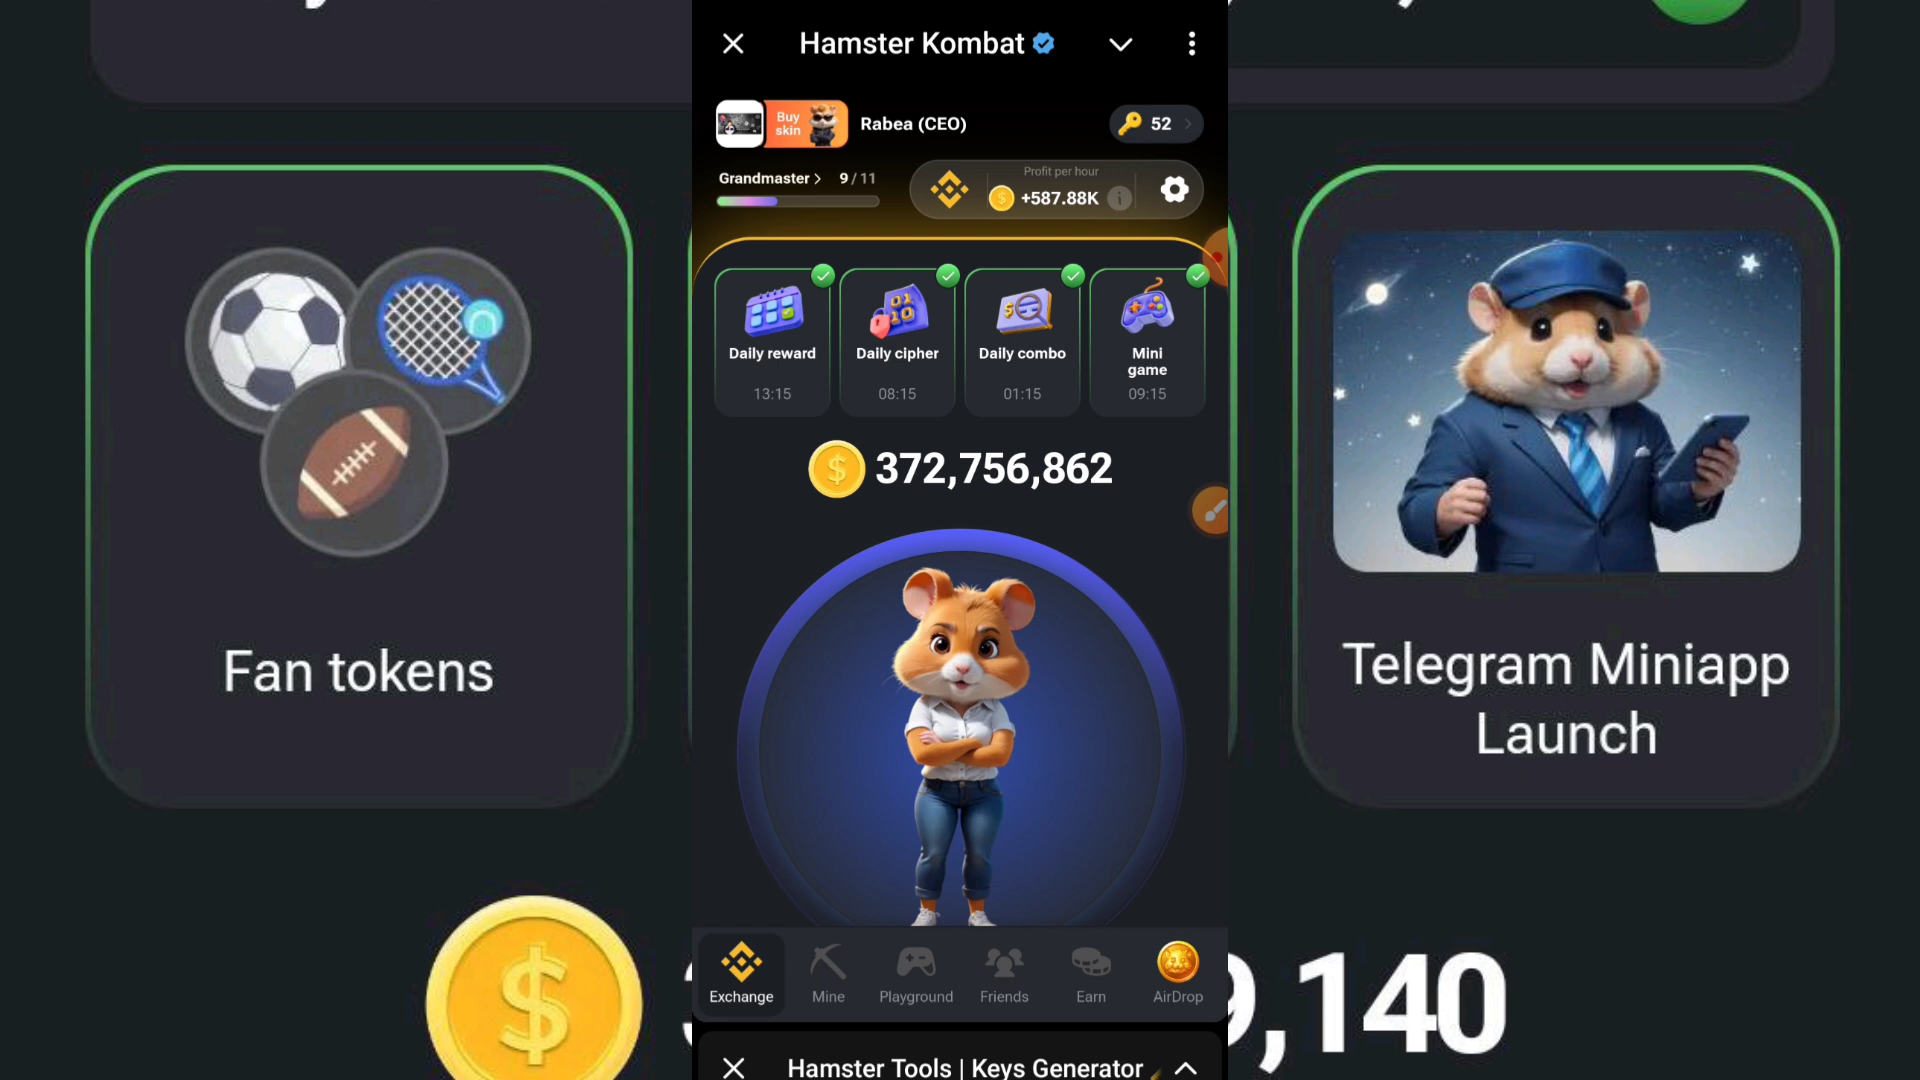 Hamster Kombat
Buy
skin
Rabea (CEO)
52
Grandmaster
9 / 11
Profit per hour
+587.88K
Daily reward
13:15
Daily cipher
08:15
Daily combo
01:15
Mini
game
09:15
372,756,862
Fan tokens
Telegram Miniapp
Launch
Exchange
Mine
Playground
Friends
Earn
AirDrop
9,140
Hamster Tools | Keys Generator